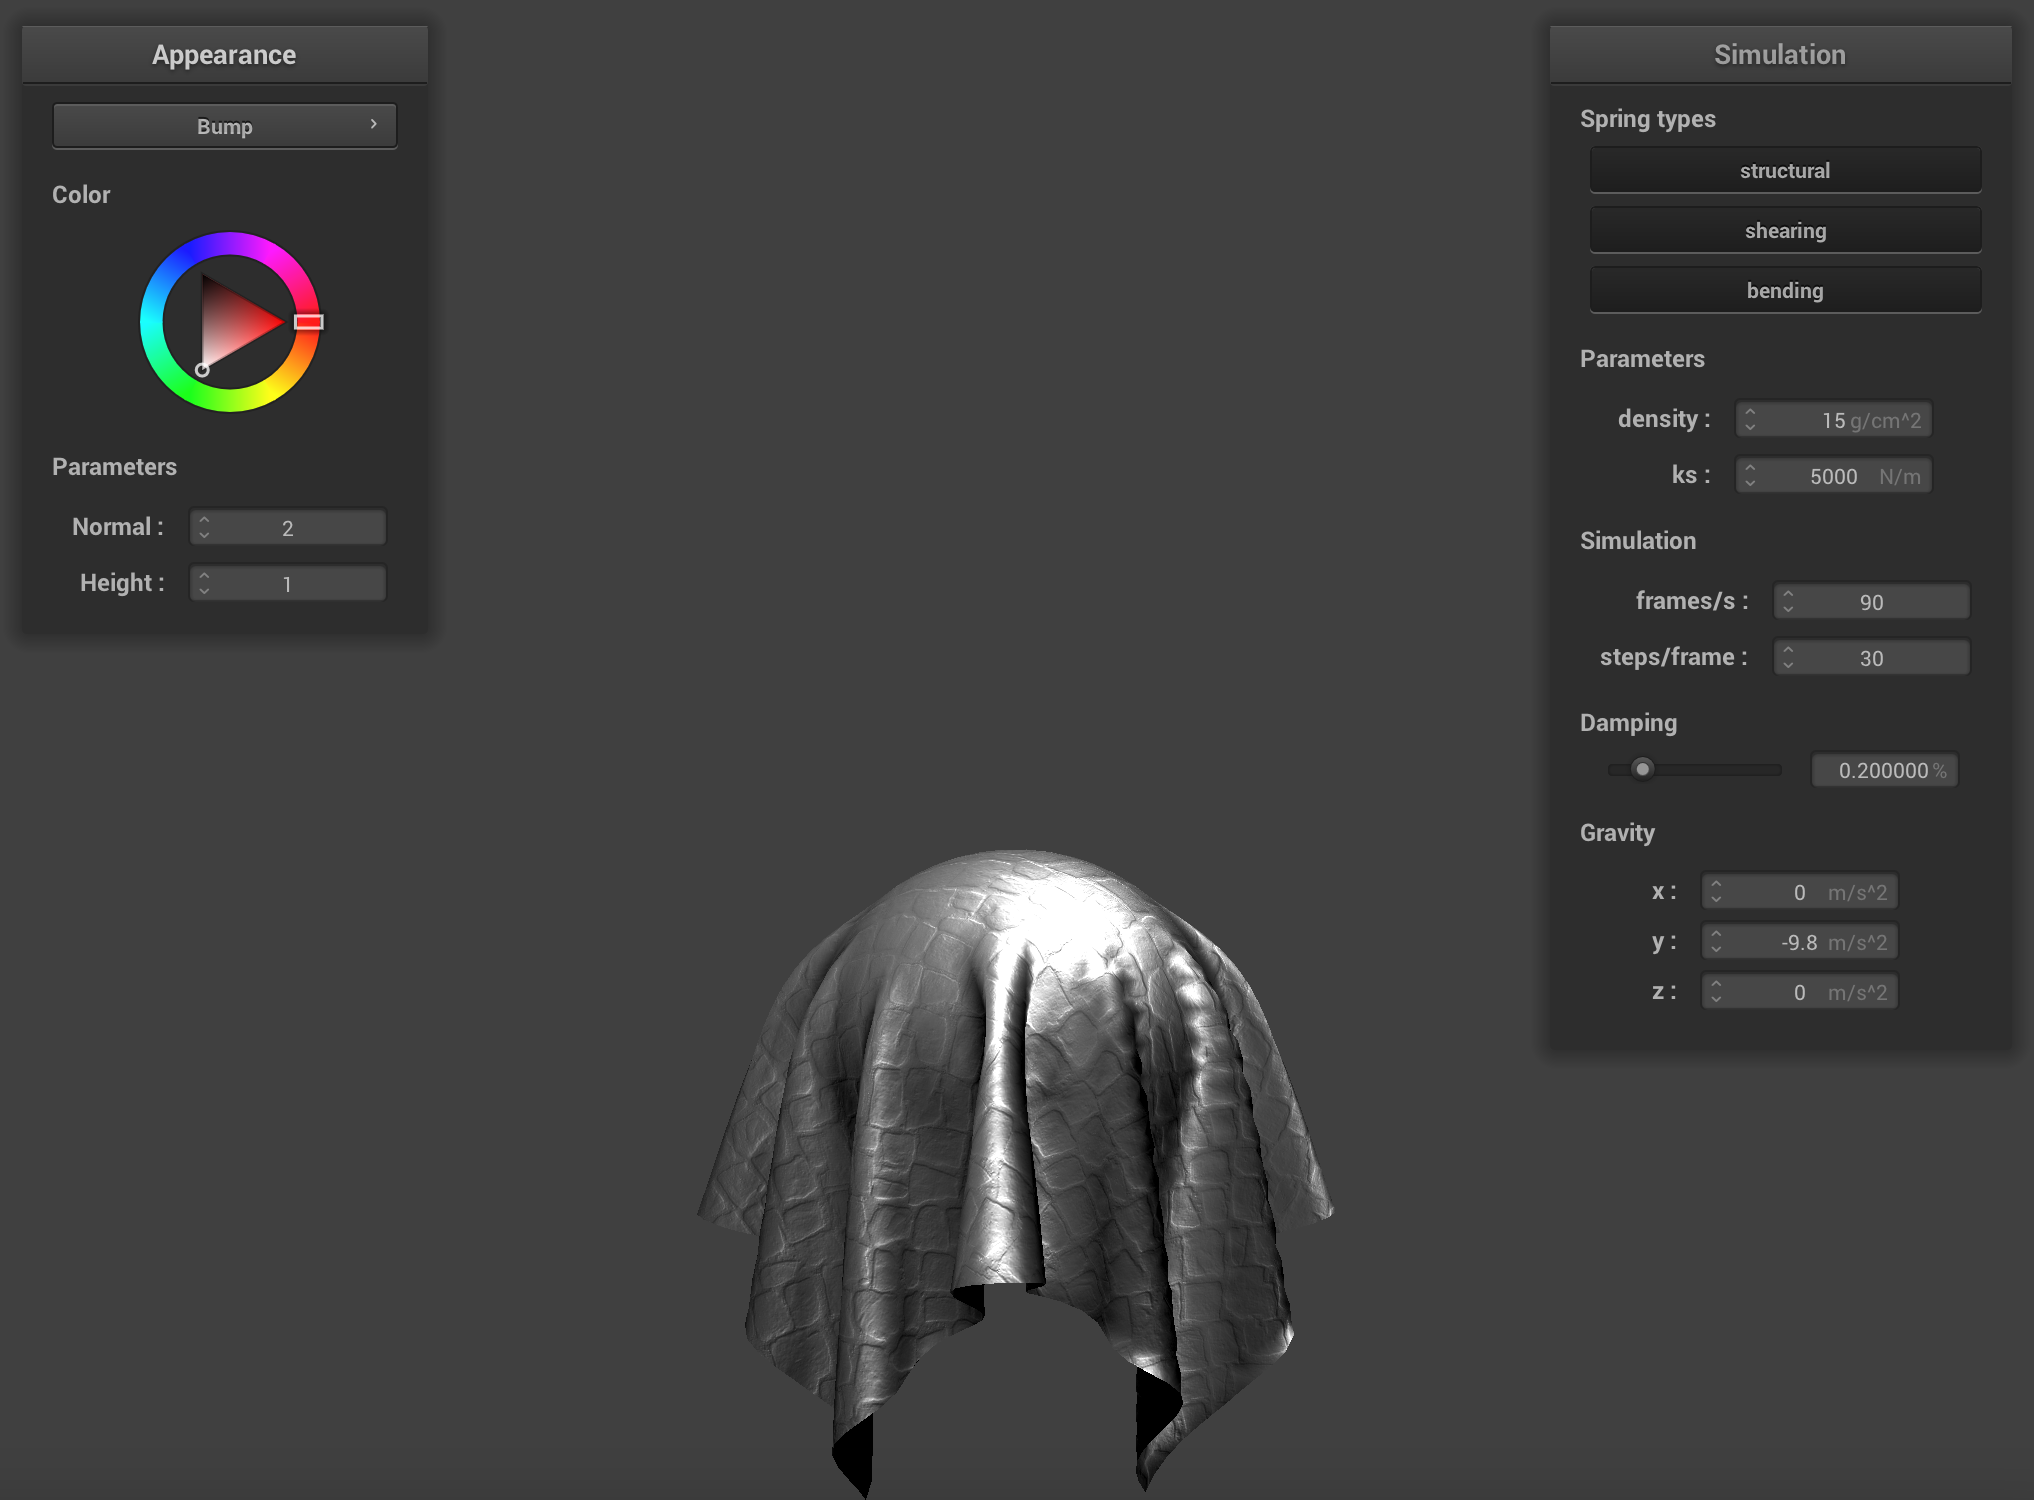 Appearance
Bump
Color
Parameters
Normal : 2
Height : 1
Simulation
Spring types
structural
shearing
bending
Parameters
density : 15 g/cm^2
ks : 5000 N/m
Simulation
frames/s : 90
steps/frame : 30
Damping
0.200000 %
Gravity
x : 0 m/s^2
y : -9.8 m/s^2
z : 0 m/s^2